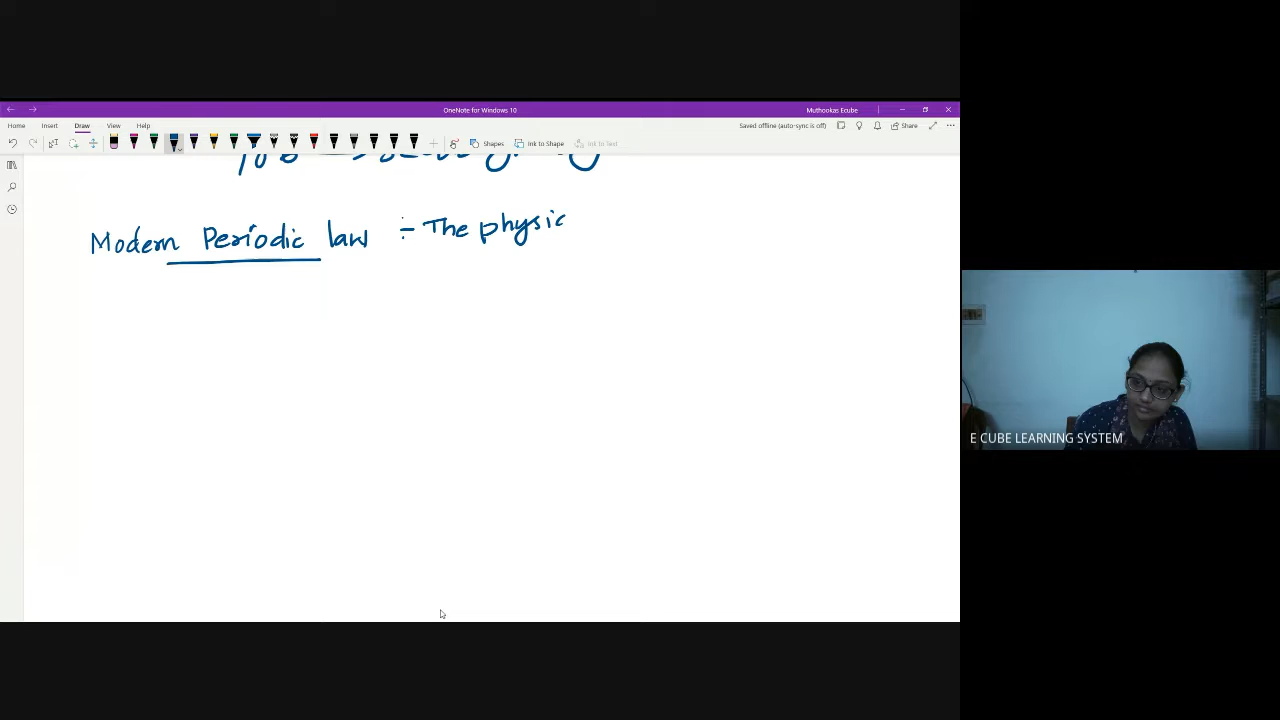 OneNote for Windows 10
Muthookas Ecube
Home Insert Draw View Help
Saved offline (auto-sync is off)
Share
Shapes
Ink to Shape
Ink to Text
Modern Periodic law :- The physic
E CUBE LEARNING SYSTEM